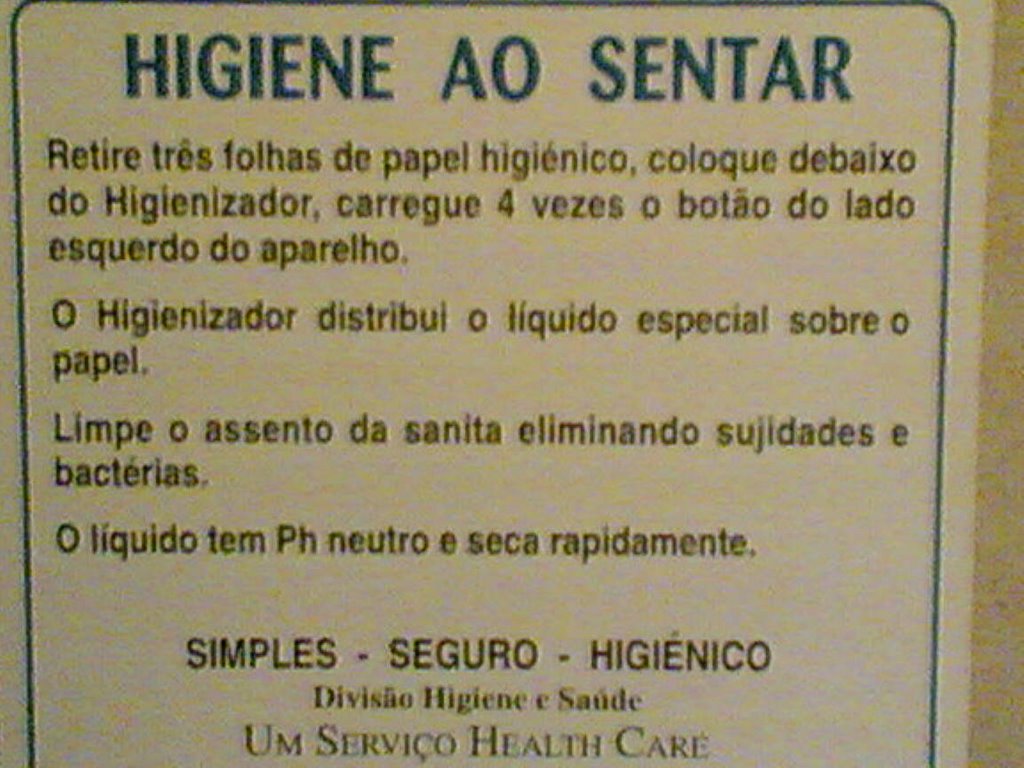 HIGIENE AO SENTAR
Retire três folhas de papel higiénico, coloque debaixo
do Higienizador, carregue 4 vezes o botão do lado
esquerdo do aparelho.
O Higienizador distribui o líquido especial sobre o
papel.
Limpe o assento da sanita eliminando sujidades e
bactérias.
O líquido tem Ph neutro e seca rapidamente.
SIMPLES - SEGURO - HIGIÉNICO
Divisão Higiene e Saúde
UM SERVIÇO HEALTH CARE